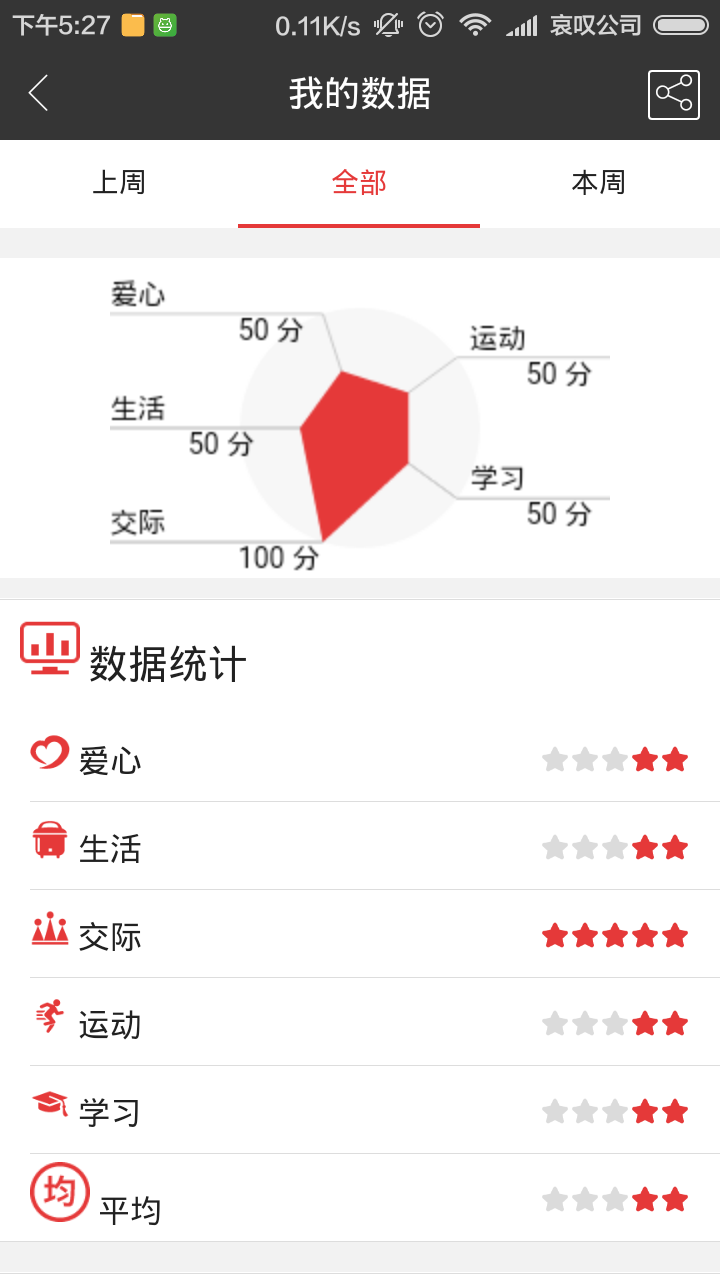 下午5:27 0.11K/s 哀叹公司
我的数据
上周 全部 本周
爱心
50 分
运动
50 分
生活
50 分
学习
50 分
交际
100 分
数据统计
爱心
生活
交际
运动
学习
均 平均